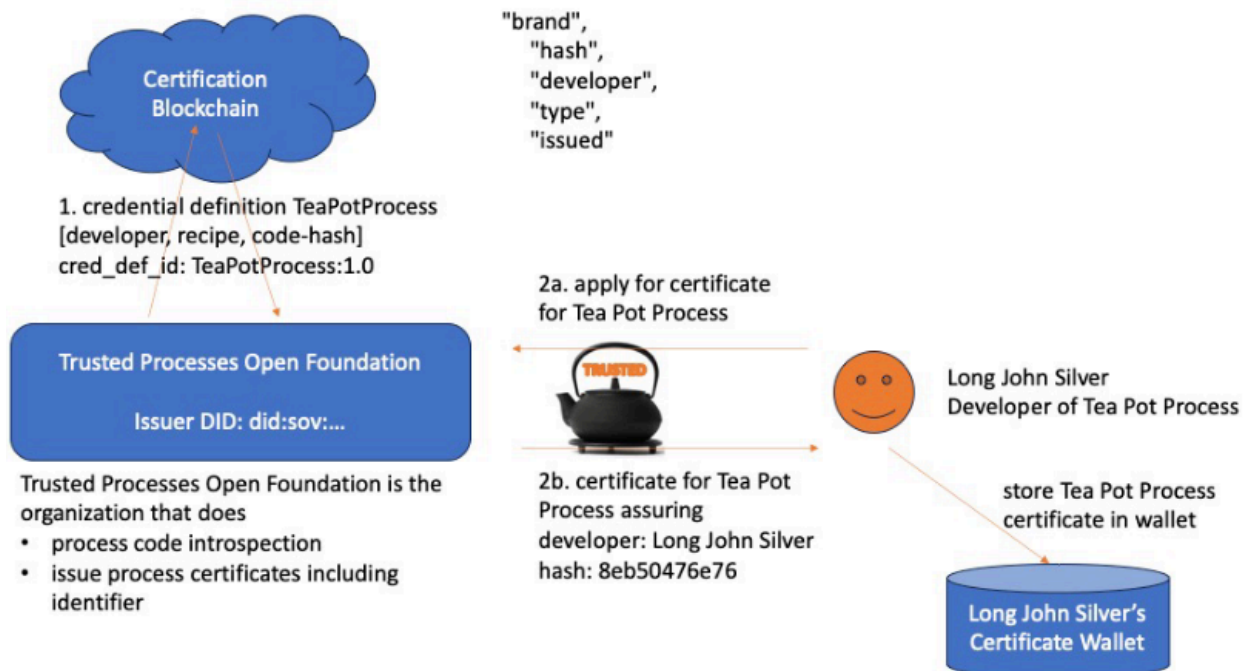 Certification
Blockchain
"brand",
"hash",
"developer",
"type",
"issued"
1. credential definition TeaPotProcess
[developer, recipe, code-hash]
cred_def_id: TeaPotProcess:1.0
2a. apply for certificate
for Tea Pot Process
Trusted Processes Open Foundation
Issuer DID: did:sov:...
TRUSTED
Long John Silver
Developer of Tea Pot Process
Trusted Processes Open Foundation is the
organization that does
• process code introspection
• issue process certificates including
identifier
2b. certificate for Tea Pot
Process assuring
developer: Long John Silver
hash: 8eb50476e76
store Tea Pot Process
certificate in wallet
Long John Silver’s
Certificate Wallet